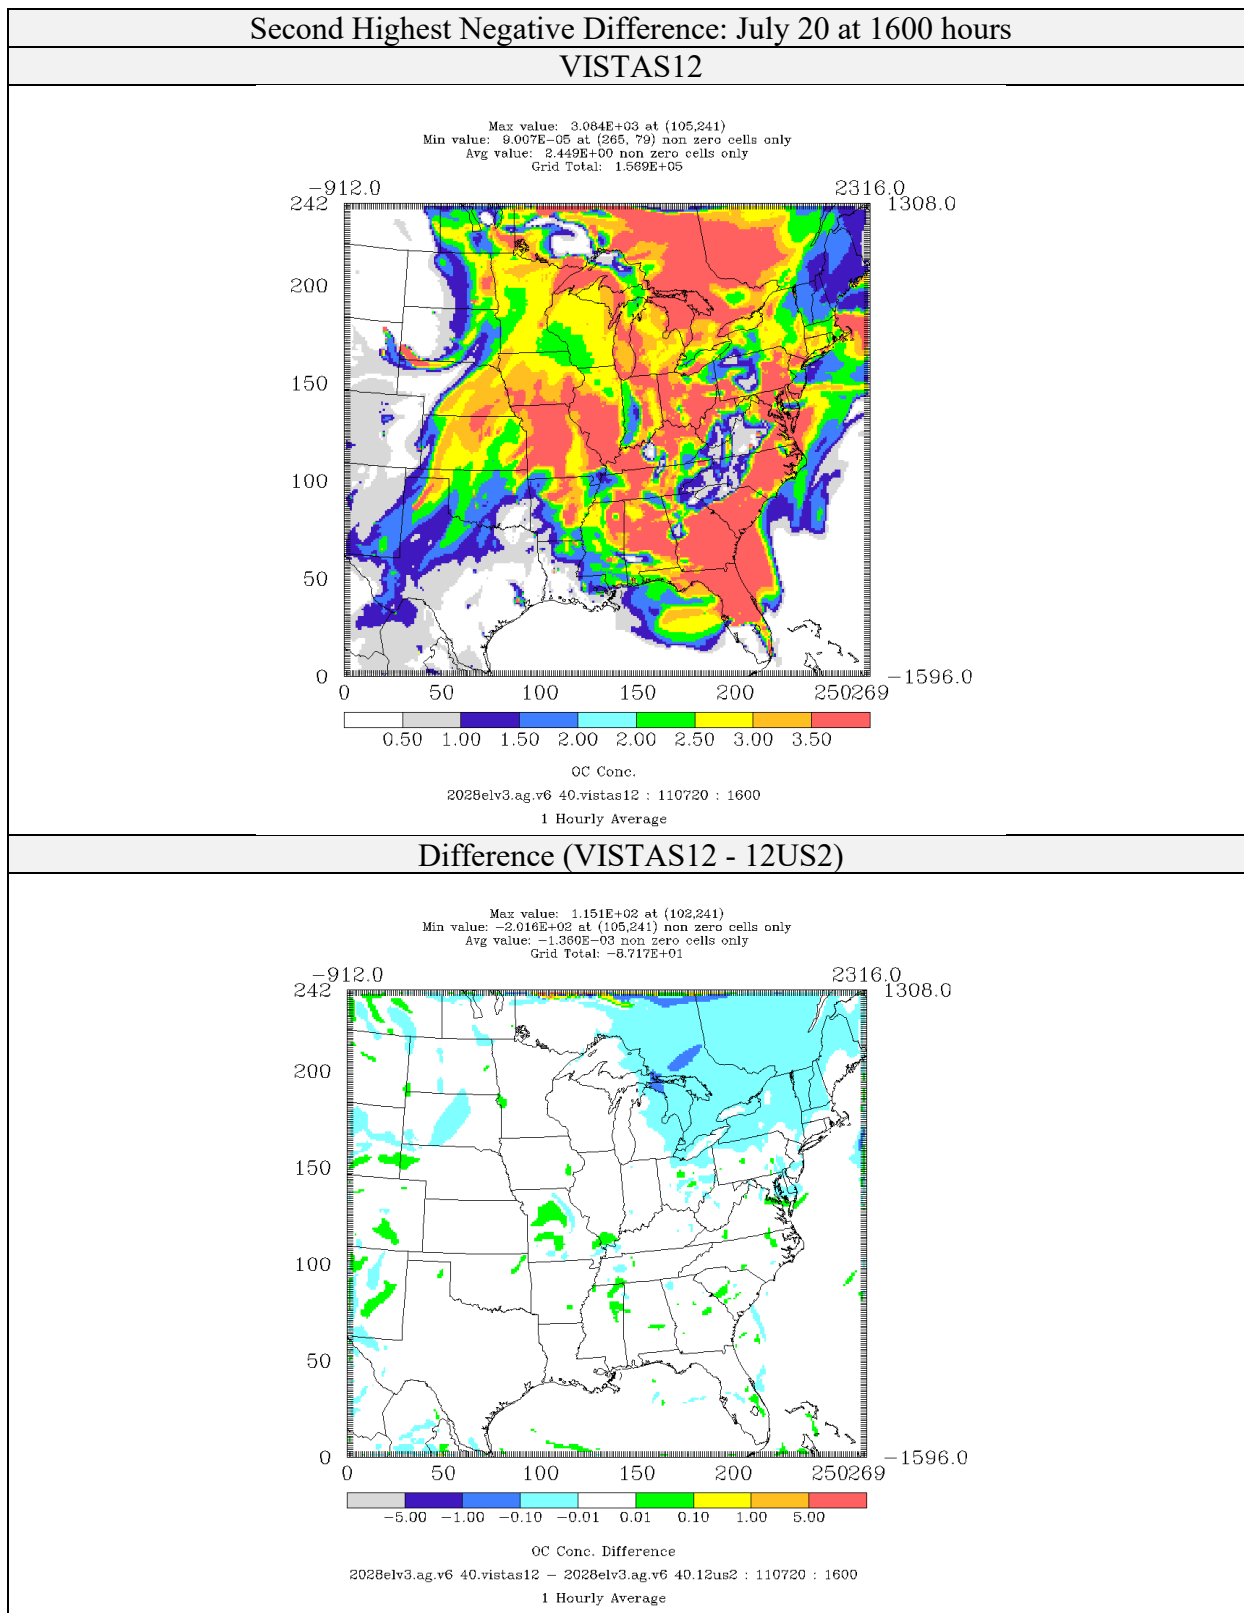 Second Highest Negative Difference: July 20 at 1600 hours
VISTAS12
Max value: 3.084E+03 at (105,241)
Min value: 9.007E-05 at (265, 79) non zero cells only
Avg value: 2.449E+00 non zero cells only
Grid Total: 1.569E+05
-912.0 2316.0
242 1308.0
200
150
100
50
0 -1596.0
0 50 100 150 200 250269
0.50 1.00 1.50 2.00 2.00 2.50 3.00 3.50
OC Conc.
2028elv3.ag.v6 40.vistas12 : 110720 : 1600
1 Hourly Average
Difference (VISTAS12 - 12US2)
Max value: 1.151E+02 at (102,241)
Min value: -2.016E+02 at (105,241) non zero cells only
Avg value: -1.360E-03 non zero cells only
Grid Total: -8.717E+01
-912.0 2316.0
242 1308.0
200
150
100
50
0 -1596.0
0 50 100 150 200 250269
-5.00 -1.00 -0.10 -0.01 0.01 0.10 1.00 5.00
OC Conc. Difference
2028elv3.ag.v6 40.vistas12 - 2028elv3.ag.v6 40.12us2 : 110720 : 1600
1 Hourly Average